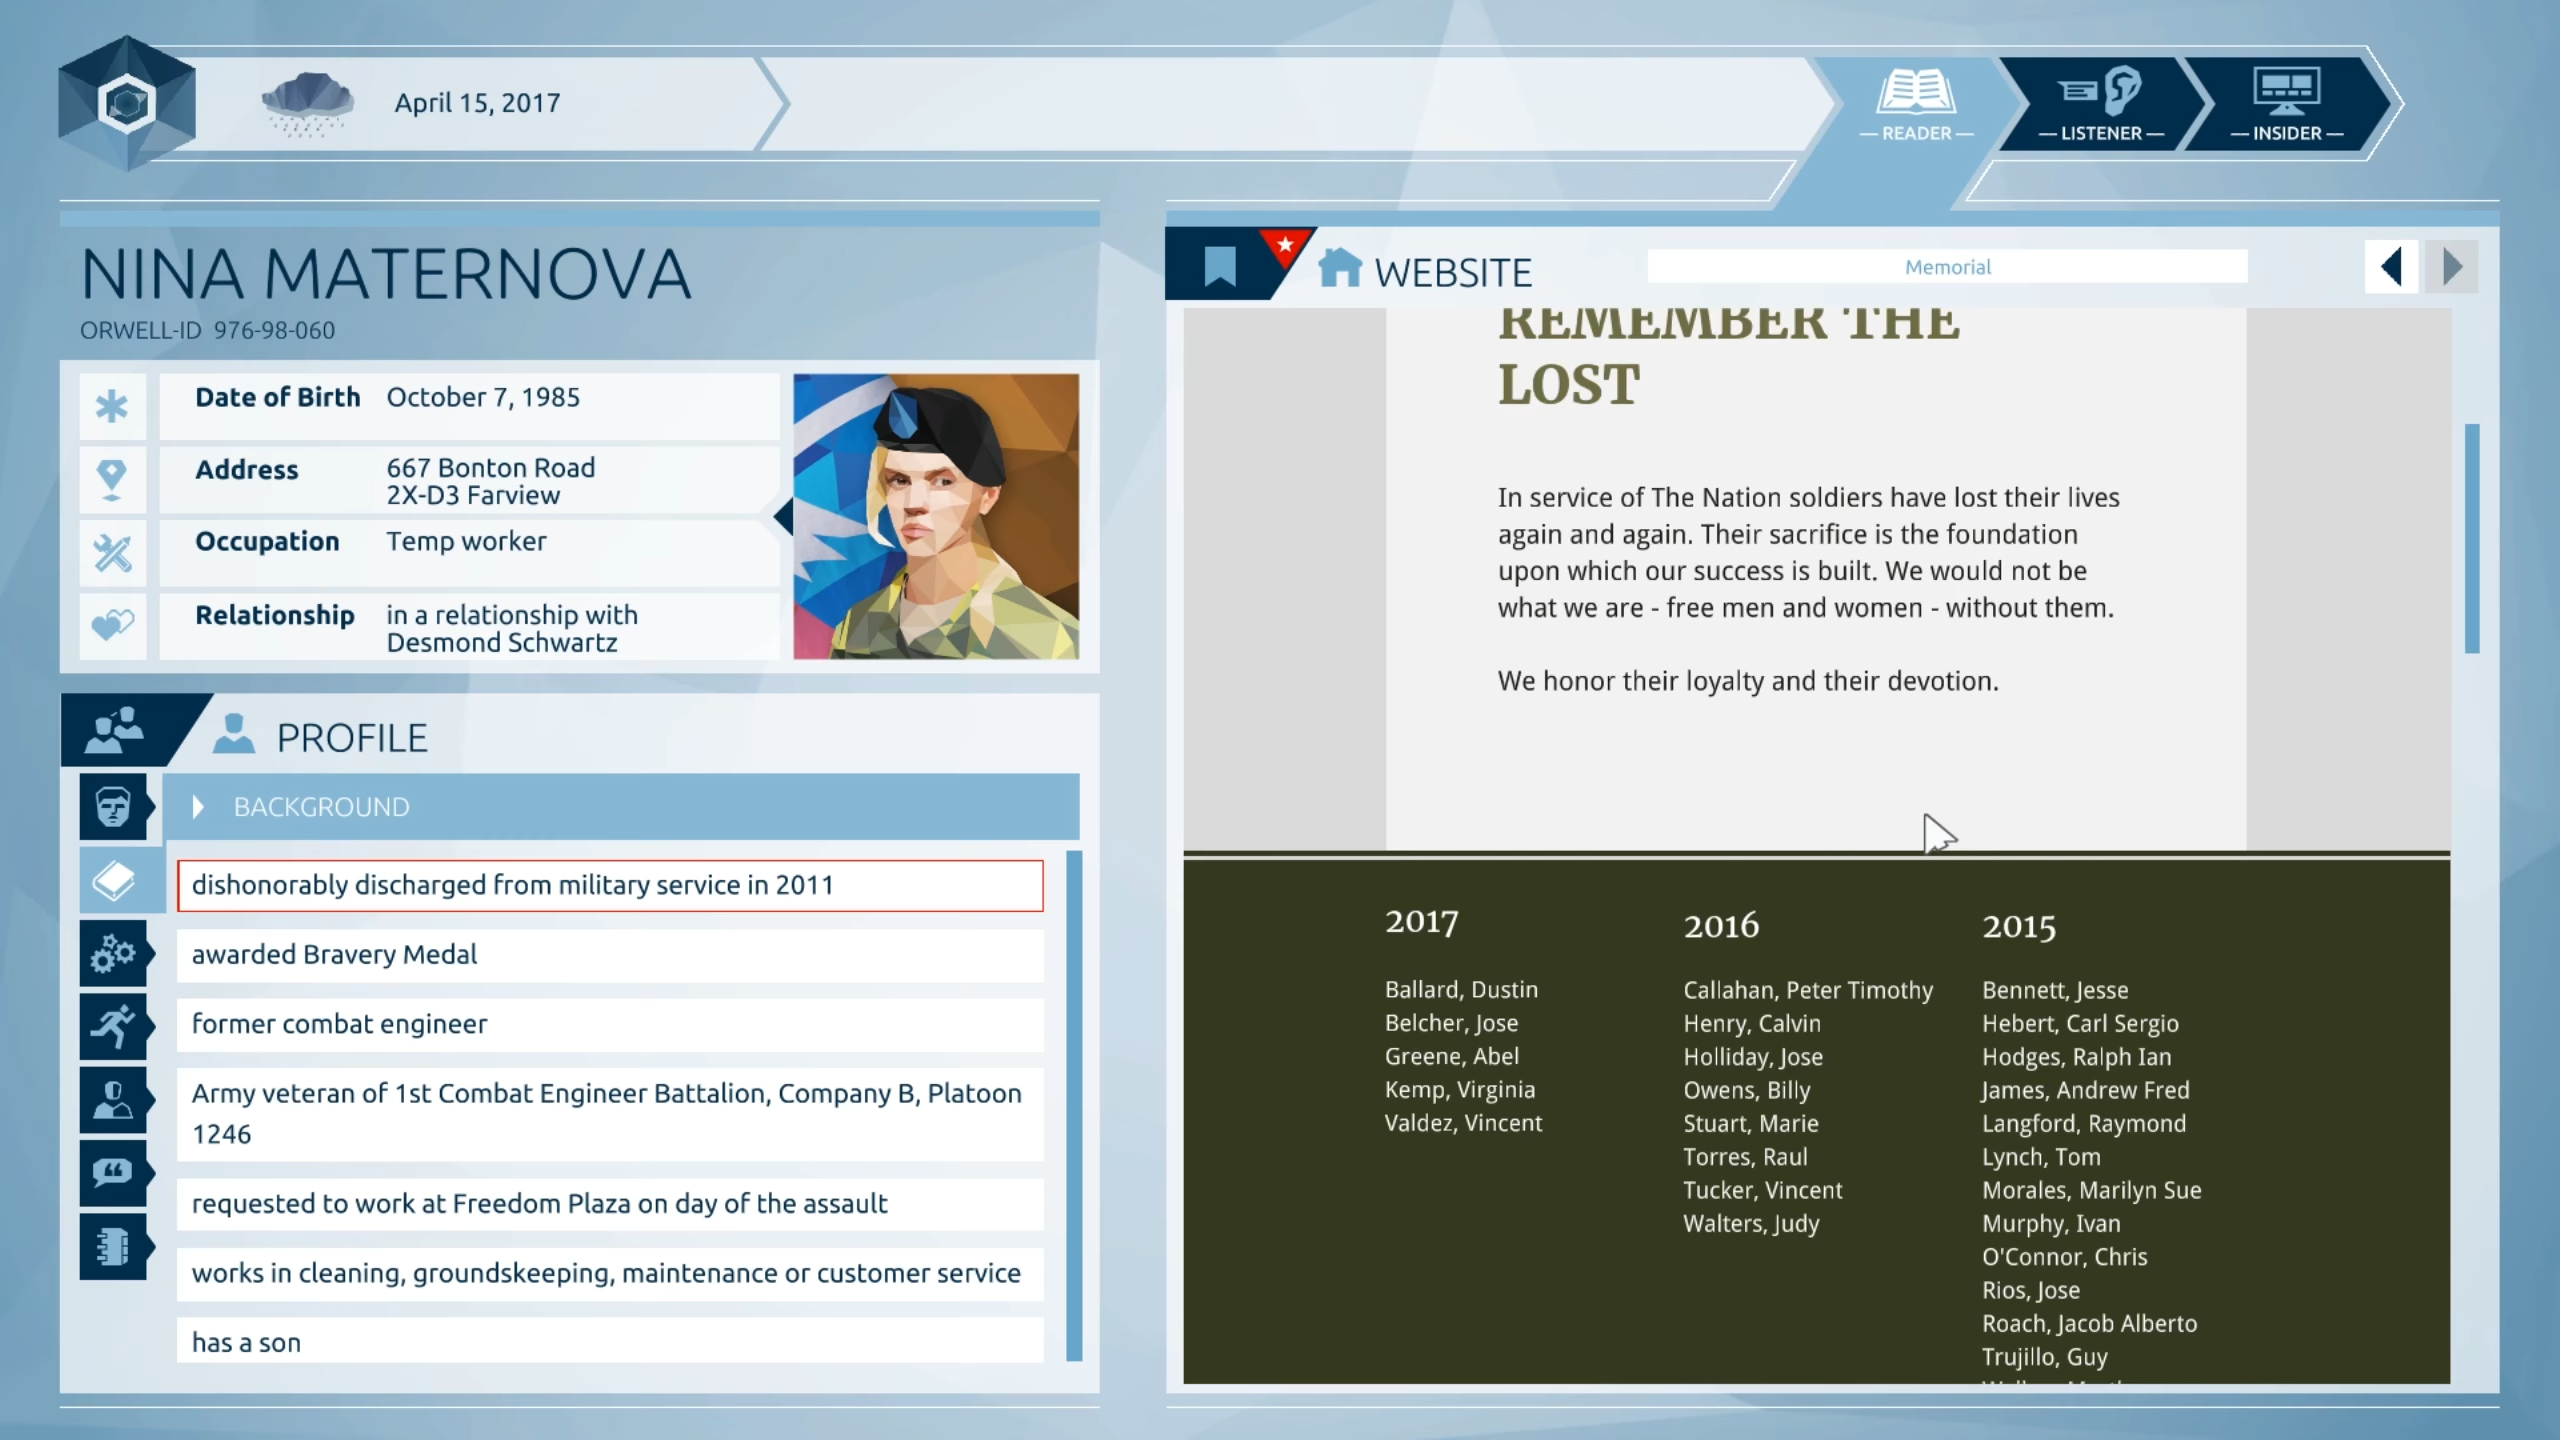 April 15, 2017
READER
LISTENER
INSIDER
NINA MATERNOVA
ORWELL-ID 976-98-060
Date of Birth October 7, 1985
Address 667 Bonton Road
2X-D3 Farview
Occupation Temp worker
Relationship in a relationship with
Desmond Schwartz
PROFILE
BACKGROUND
dishonorably discharged from military service in 2011
awarded Bravery Medal
former combat engineer
Army veteran of 1st Combat Engineer Battalion, Company B, Platoon
1246
requested to work at Freedom Plaza on day of the assault
works in cleaning, groundskeeping, maintenance or customer service
has a son
WEBSITE
Memorial
REMEMBER THE
LOST
In service of The Nation soldiers have lost their lives
again and again. Their sacrifice is the foundation
upon which our success is built. We would not be
what we are - free men and women - without them.
We honor their loyalty and their devotion.
2017
Ballard, Dustin
Belcher, Jose
Greene, Abel
Kemp, Virginia
Valdez, Vincent
2016
Callahan, Peter Timothy
Henry, Calvin
Holliday, Jose
Owens, Billy
Stuart, Marie
Torres, Raul
Tucker, Vincent
Walters, Judy
2015
Bennett, Jesse
Hebert, Carl Sergio
Hodges, Ralph Ian
James, Andrew Fred
Langford, Raymond
Lynch, Tom
Morales, Marilyn Sue
Murphy, Ivan
O'Connor, Chris
Rios, Jose
Roach, Jacob Alberto
Trujillo, Guy